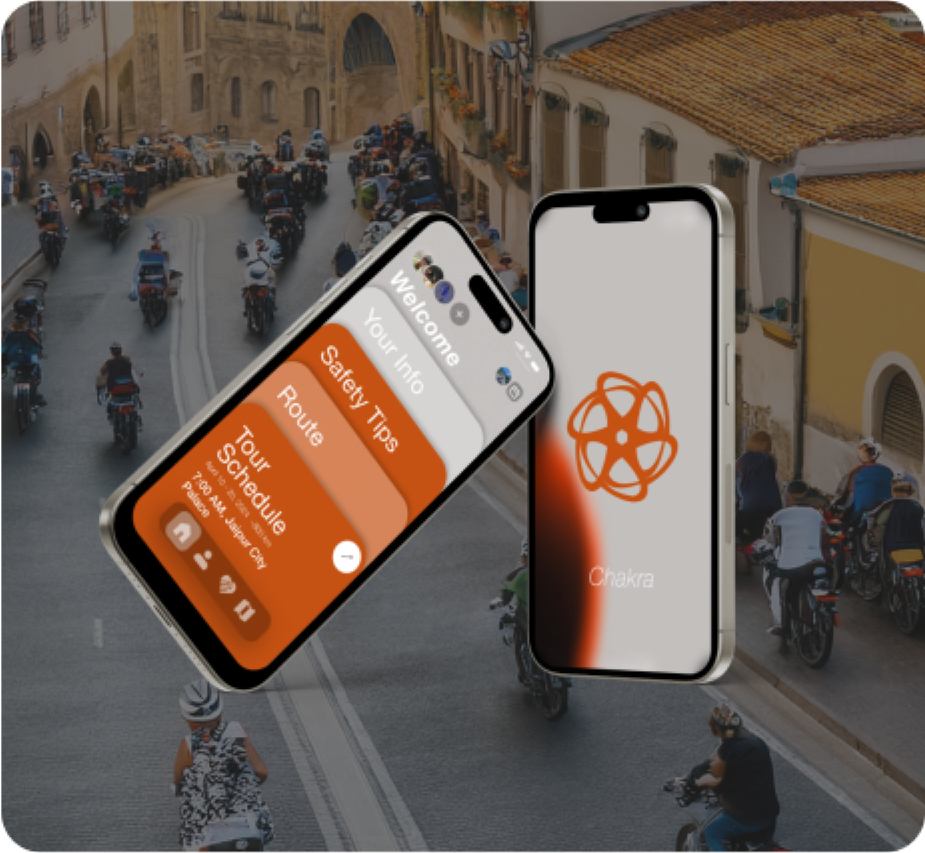 Welcome
Your Info
Safety Tips
Route
Tour
Schedule
7:00 AM, Jaipur City
Palace
Chakra